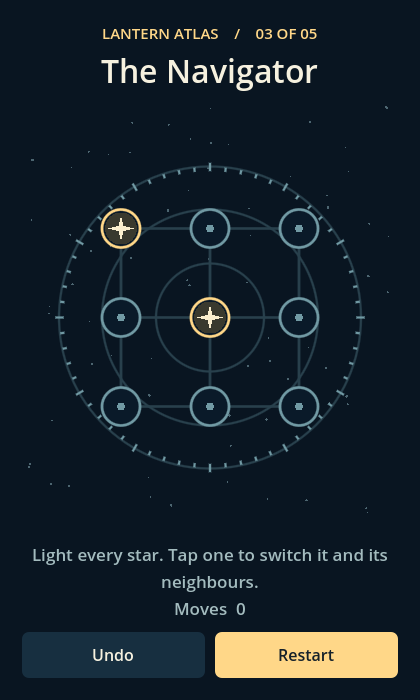 LANTERN ATLAS / 03 OF 05
The Navigator
Light every star. Tap one to switch it and its
neighbours.
Moves 0
Undo
Restart